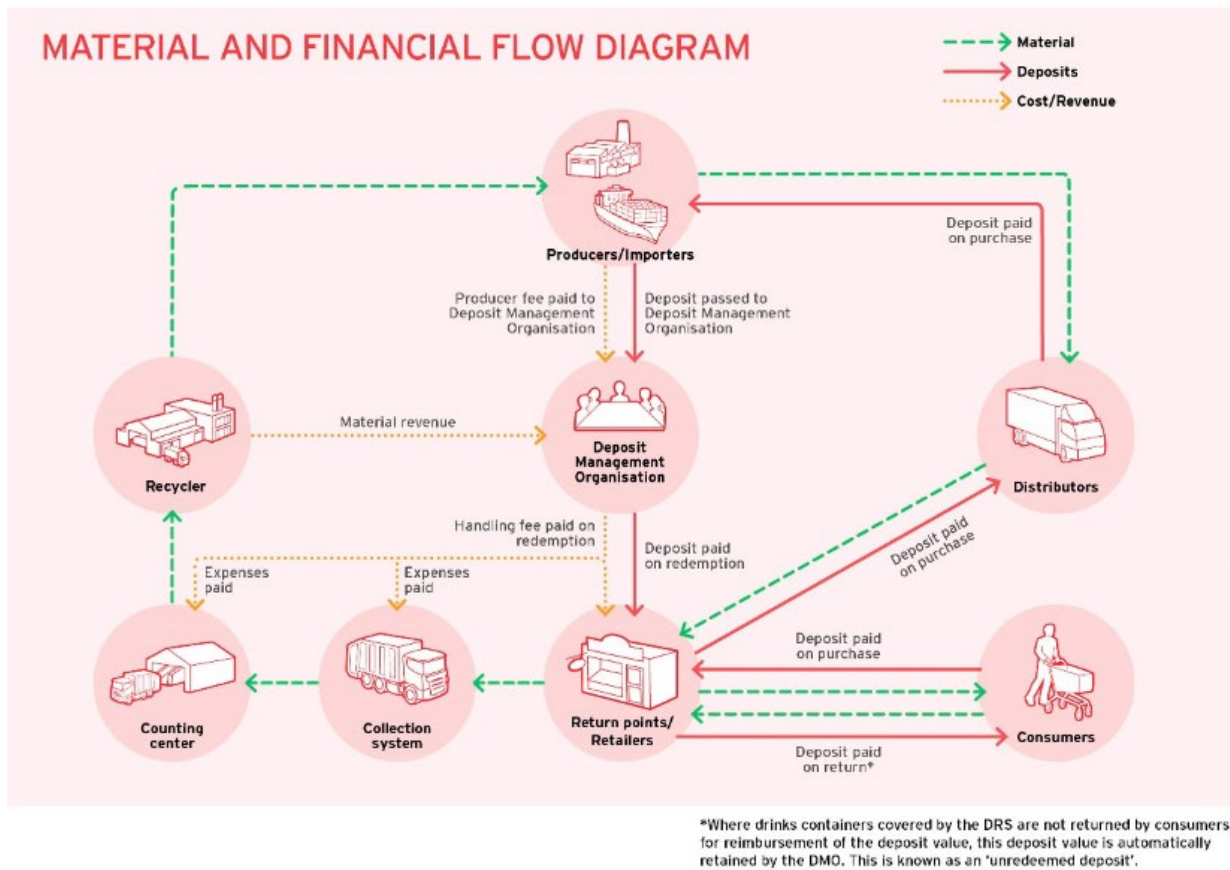 MATERIAL AND FINANCIAL FLOW DIAGRAM
Material
Deposits
Cost/Revenue
Producers/Importers
Deposit paid
on purchase
Producer fee paid to
Deposit Management
Organisation
Deposit passed to
Deposit Management
Organisation
Recycler
Material revenue
Deposit
Management
Organisation
Distributors
Handling fee paid on
redemption
Deposit paid
on redemption
Deposit paid
on purchase
Expenses
paid
Expenses
paid
Counting
center
Collection
system
Return points/
Retailers
Deposit paid
on purchase
Deposit paid
on return*
Consumers
*Where drinks containers covered by the DRS are not returned by consumers
for reimbursement of the deposit value, this deposit value is automatically
retained by the DMO. This is known as an 'unredeemed deposit'.